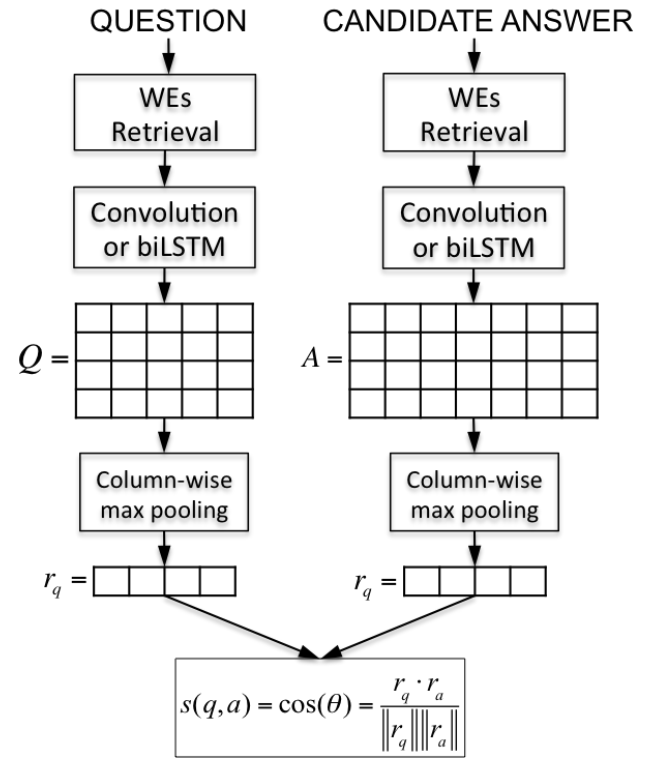 QUESTION
CANDIDATE ANSWER
WEs
Retrieval
WEs
Retrieval
Convolution
or biLSTM
Convolution
or biLSTM
Q =
A =
Column-wise
max pooling
Column-wise
max pooling
r_q =
r_q =
s(q,a) = cos(θ) = \frac{r_q · r_a}{‖r_q‖‖r_a‖}